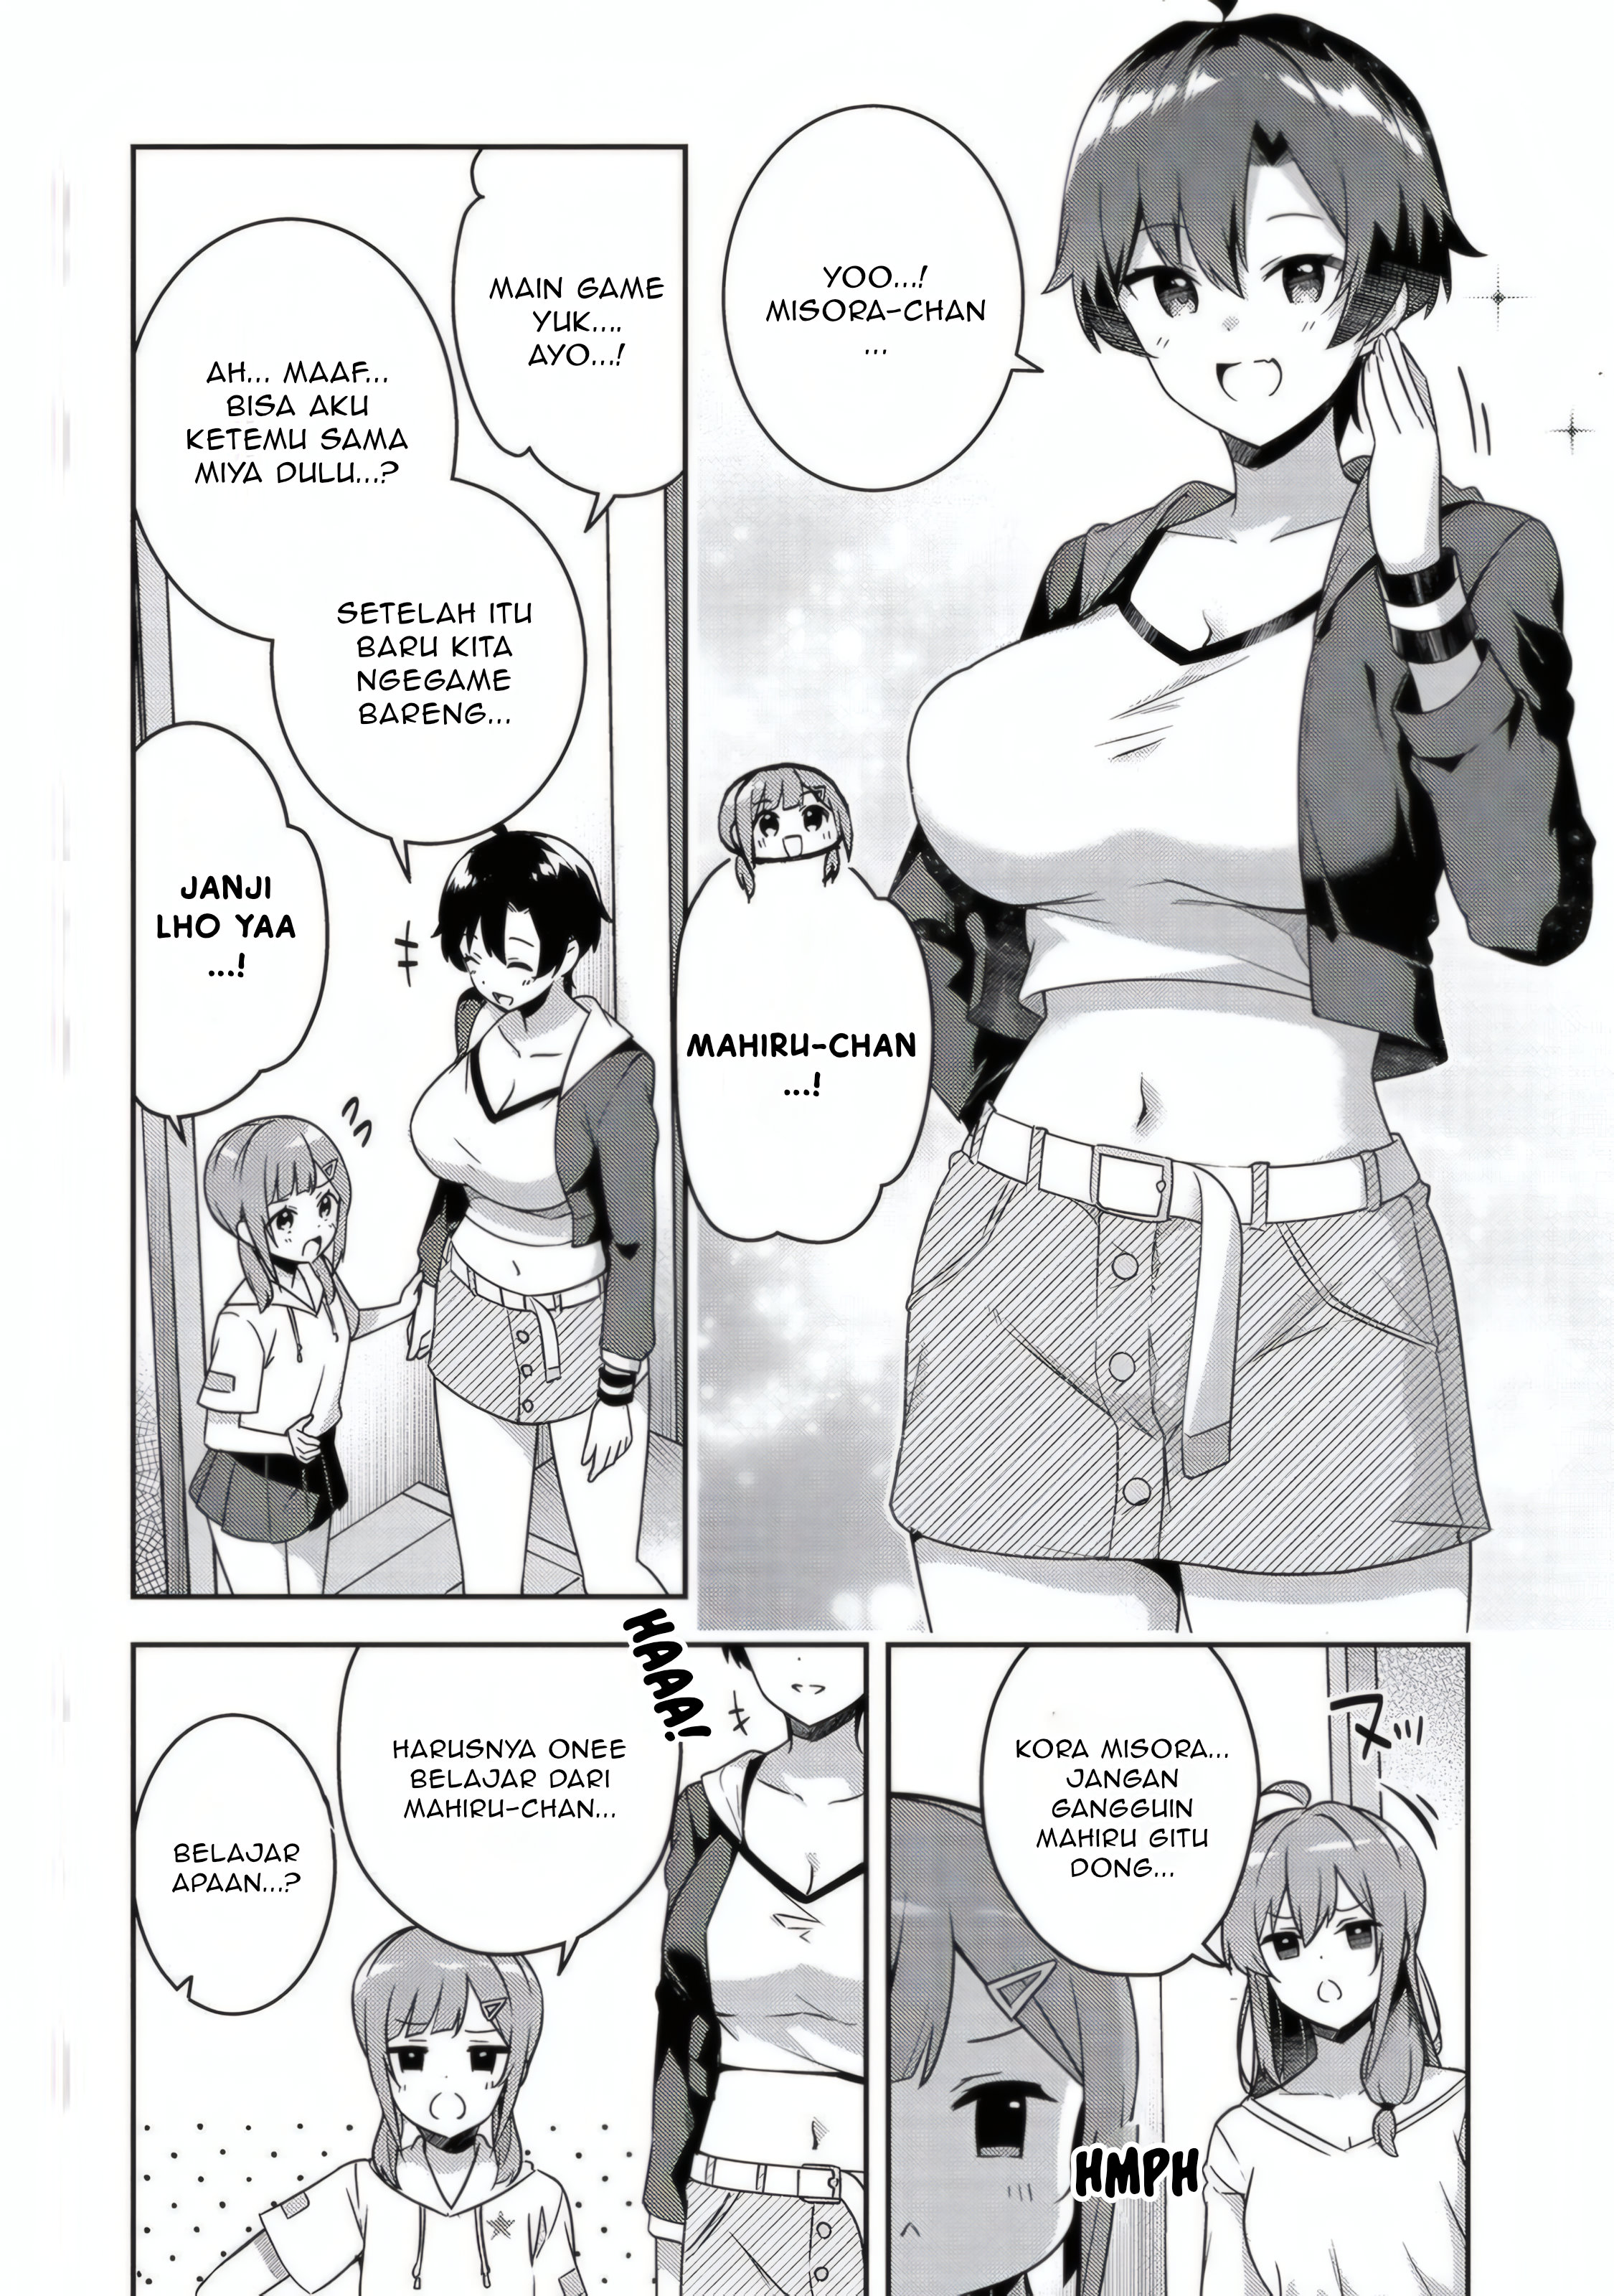 YOO...!
MISORA-CHAN
...
MAHIRU-CHAN
...!
MAIN GAME
YUK....
AYO...!
AH... MAAF...
BISA AKU
KETEMU SAMA
MIYA DULU...?
SETELAH ITU
BARU KITA
NGEGAME
BARENG...
JANJI
LHO YAA
...!
KORA MISORA...
JANGAN
GANGGUIN
MAHIRU GITU
DONG...
ヌッ
HMPH
HAAA!
HARUSNYA ONEE
BELAJAR DARI
MAHIRU-CHAN...
BELAJAR
APAAN...?